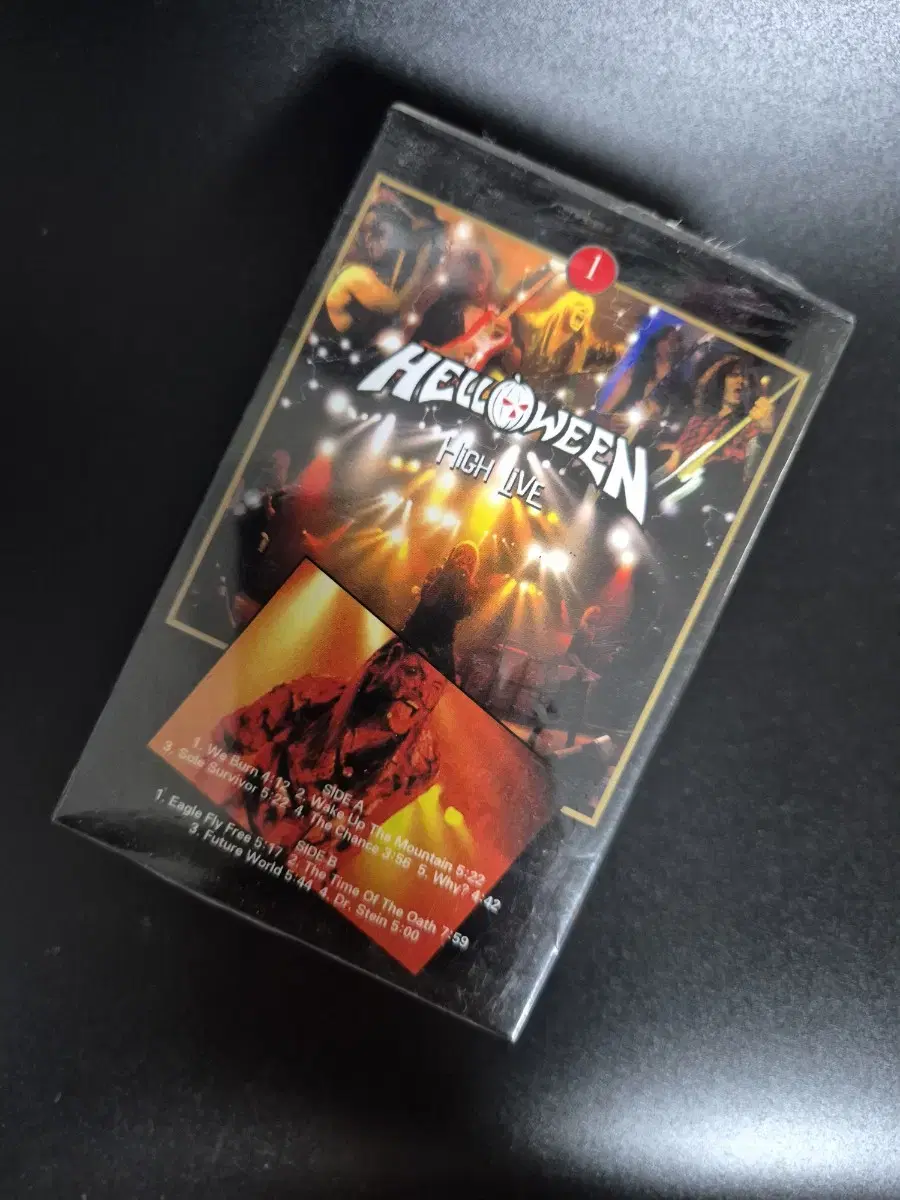 1
HELLOWEEN
HIGH LIVE
SIDE A
1. We Burn 4:12 2. Wake Up The Mountain 5:22
3. Sole Survivor 5:22 4. The Chance 3:56 5. Why? 4:42
SIDE B
1. Eagle Fly Free 5:17 2. The Time Of The Oath 7:59
3. Future World 5:44 4. Dr. Stein 5:00